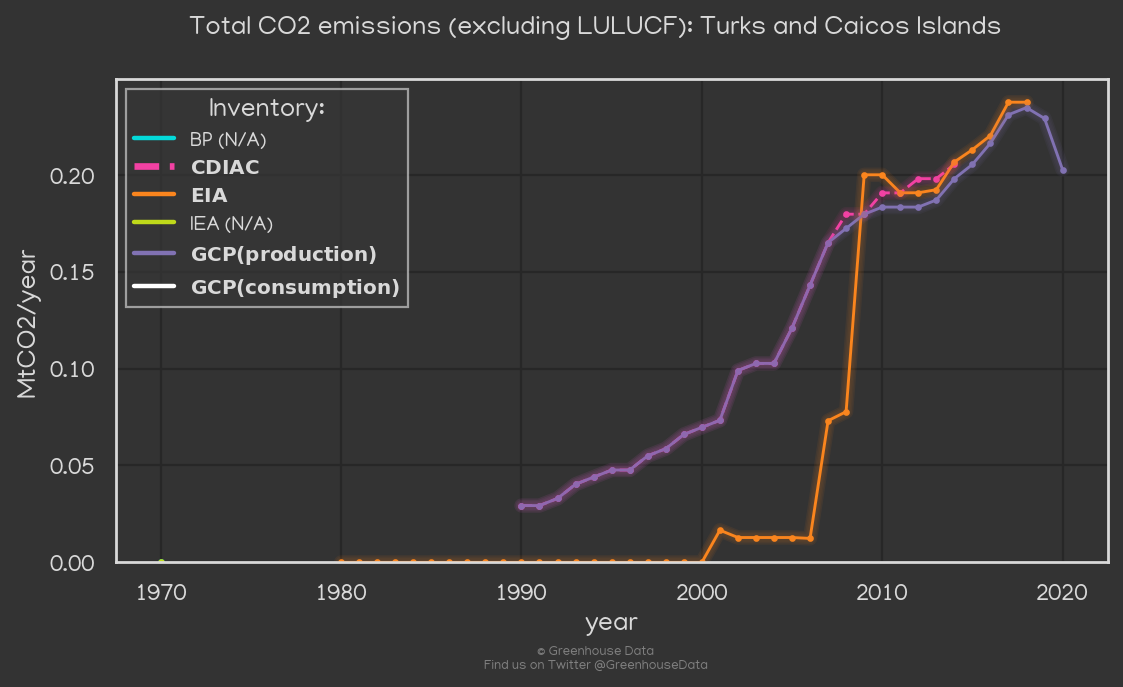 Total CO2 emissions (excluding LULUCF): Turks and Caicos Islands
Inventory:
BP (N/A)
CDIAC
EIA
IEA (N/A)
GCP(production)
GCP(consumption)
MtCO2/year
0.20
0.15
0.10
0.05
0.00
1970 1980 1990 2000 2010 2020
year
© Greenhouse Data
Find us on Twitter @GreenhouseData